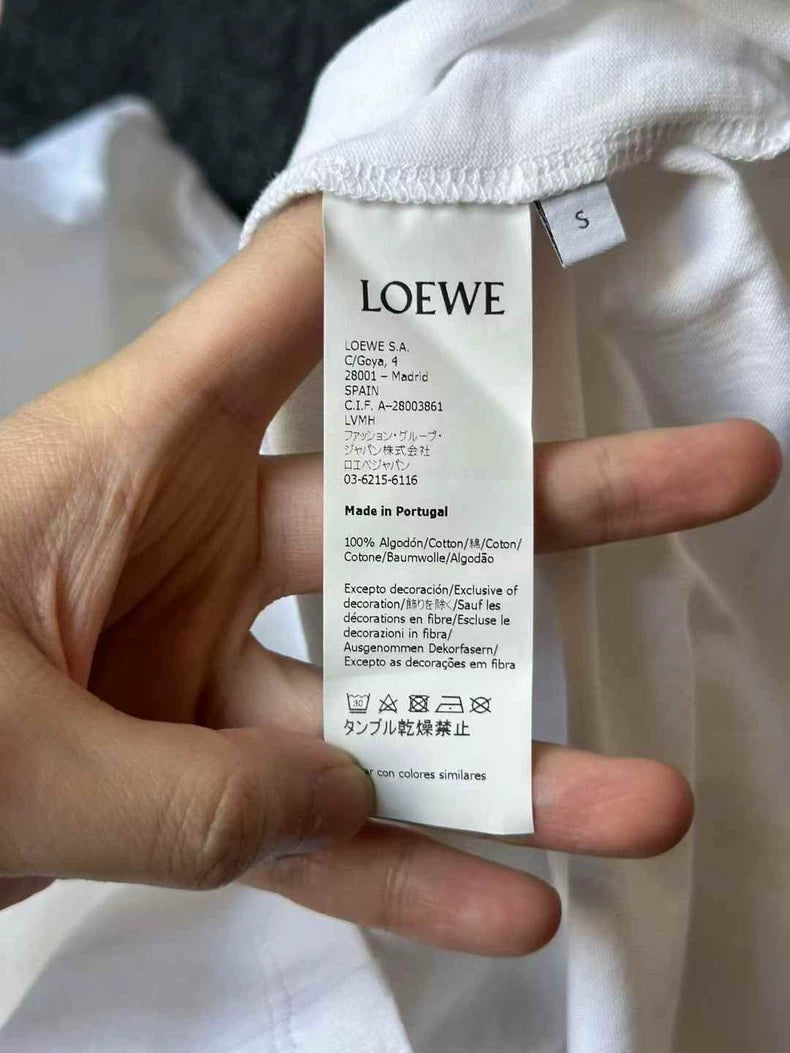 S
LOEWE
LOEWE S.A.
C/Goya, 4
28001 – Madrid
SPAIN
C.I.F. A-28003861
LVMH
ファッション・グループ・
ジャパン株式会社
ロエベジャパン
03-6215-6116
Made in Portugal
100% Algodón/Cotton/綿/Coton/
Cotone/Baumwolle/Algodão
Excepto decoración/Exclusive of
decoration/飾りを除く/Sauf les
décorations en fibre/Escluse le
decorazioni in fibra/
Ausgenommen Dekorfasern/
Excepto as decorações em fibra
30
タンブル乾燥禁止
con colores similares